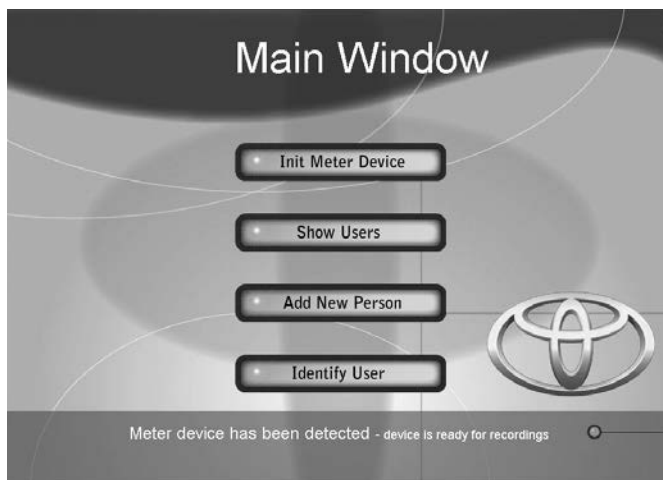 Main Window
Init Meter Device
Show Users
Add New Person
Identify User
Meter device has been detected - device is ready for recordings